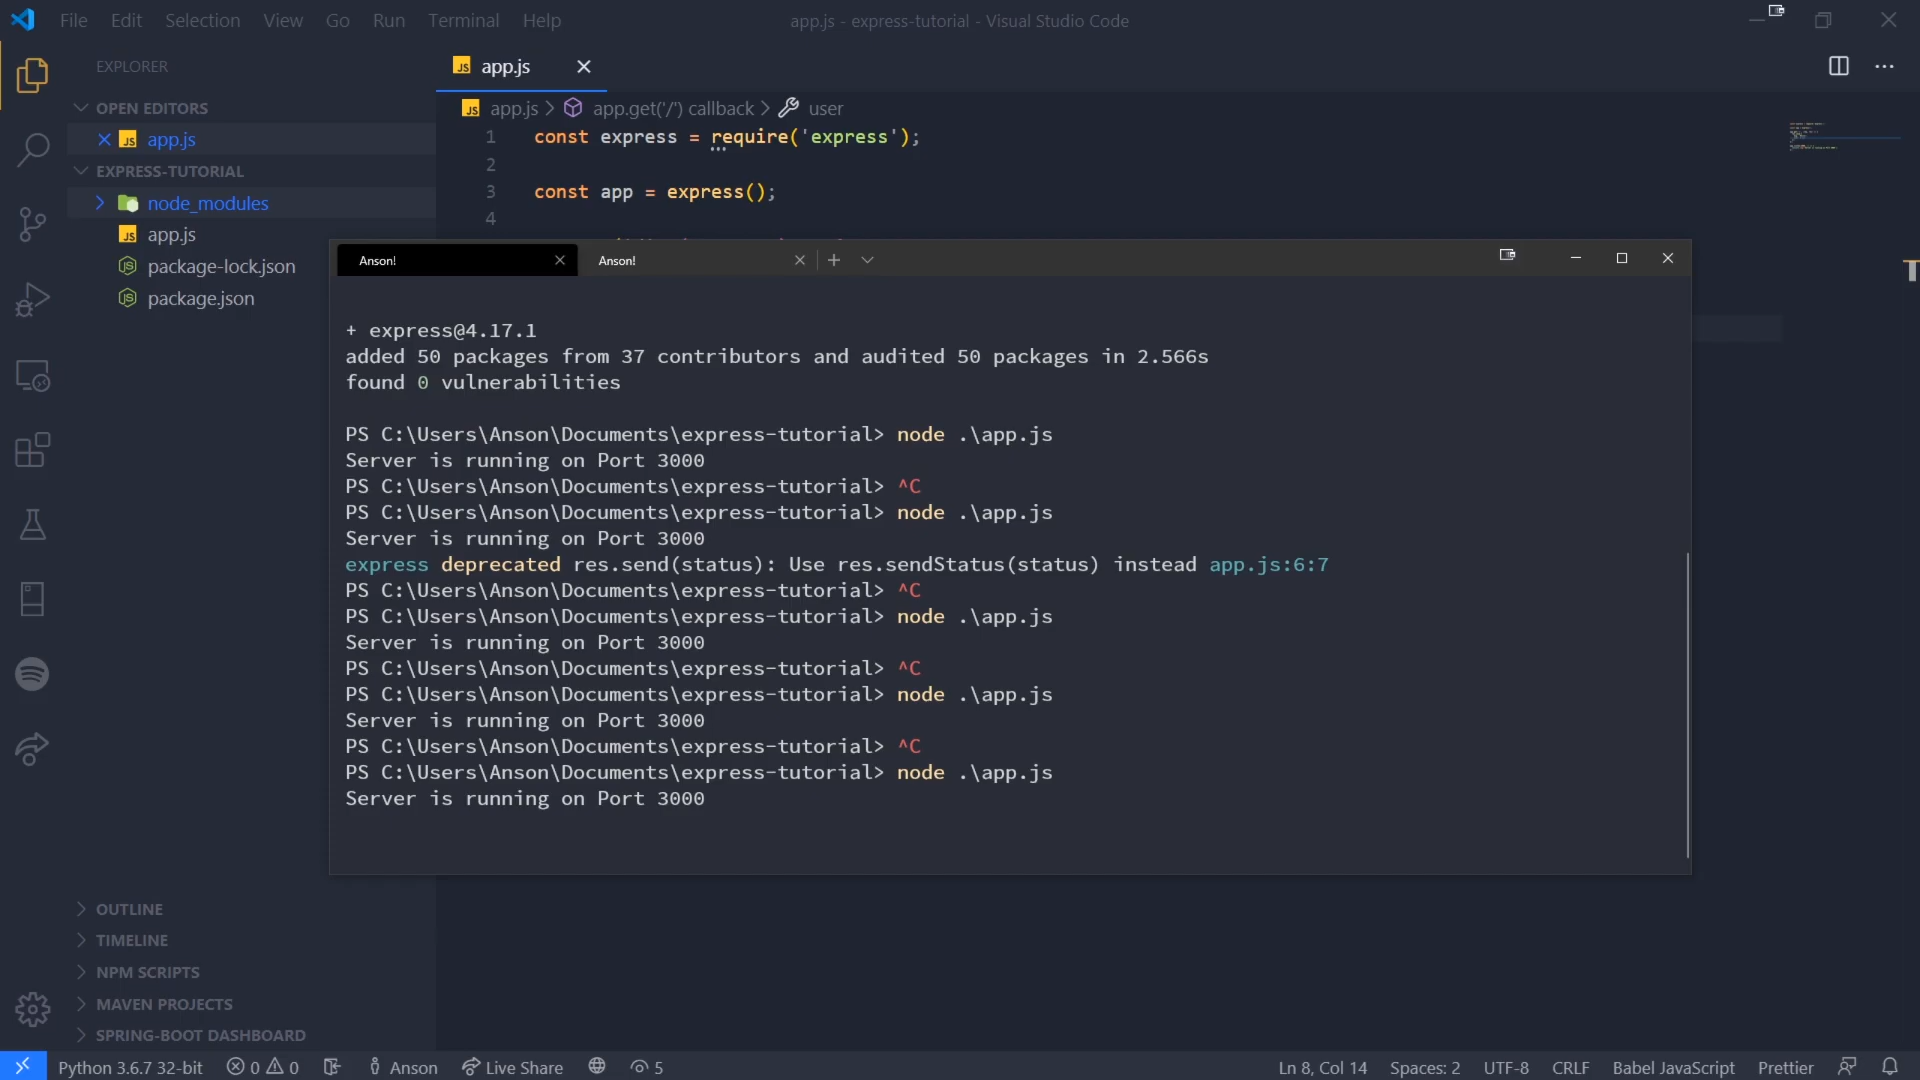 File Edit Selection View Go Run Terminal Help
app.js - express-tutorial - Visual Studio Code
EXPLORER
OPEN EDITORS
JS app.js
EXPRESS-TUTORIAL
node_modules
JS app.js
package-lock.json
package.json
OUTLINE
TIMELINE
NPM SCRIPTS
MAVEN PROJECTS
SPRING-BOOT DASHBOARD
JS app.js
JS app.js > app.get('/') callback > user
1 const express = require('express');
2
3 const app = express();
4
Anson!
Anson!
+ express@4.17.1
added 50 packages from 37 contributors and audited 50 packages in 2.566s
found 0 vulnerabilities
PS C:\Users\Anson\Documents\express-tutorial> node .\app.js
Server is running on Port 3000
PS C:\Users\Anson\Documents\express-tutorial> ^C
PS C:\Users\Anson\Documents\express-tutorial> node .\app.js
Server is running on Port 3000
express deprecated res.send(status): Use res.sendStatus(status) instead app.js:6:7
PS C:\Users\Anson\Documents\express-tutorial> ^C
PS C:\Users\Anson\Documents\express-tutorial> node .\app.js
Server is running on Port 3000
PS C:\Users\Anson\Documents\express-tutorial> ^C
PS C:\Users\Anson\Documents\express-tutorial> node .\app.js
Server is running on Port 3000
PS C:\Users\Anson\Documents\express-tutorial> ^C
PS C:\Users\Anson\Documents\express-tutorial> node .\app.js
Server is running on Port 3000
Python 3.6.7 32-bit 0 0 Anson Live Share 5 Ln 8, Col 14 Spaces: 2 UTF-8 CRLF Babel JavaScript Prettier